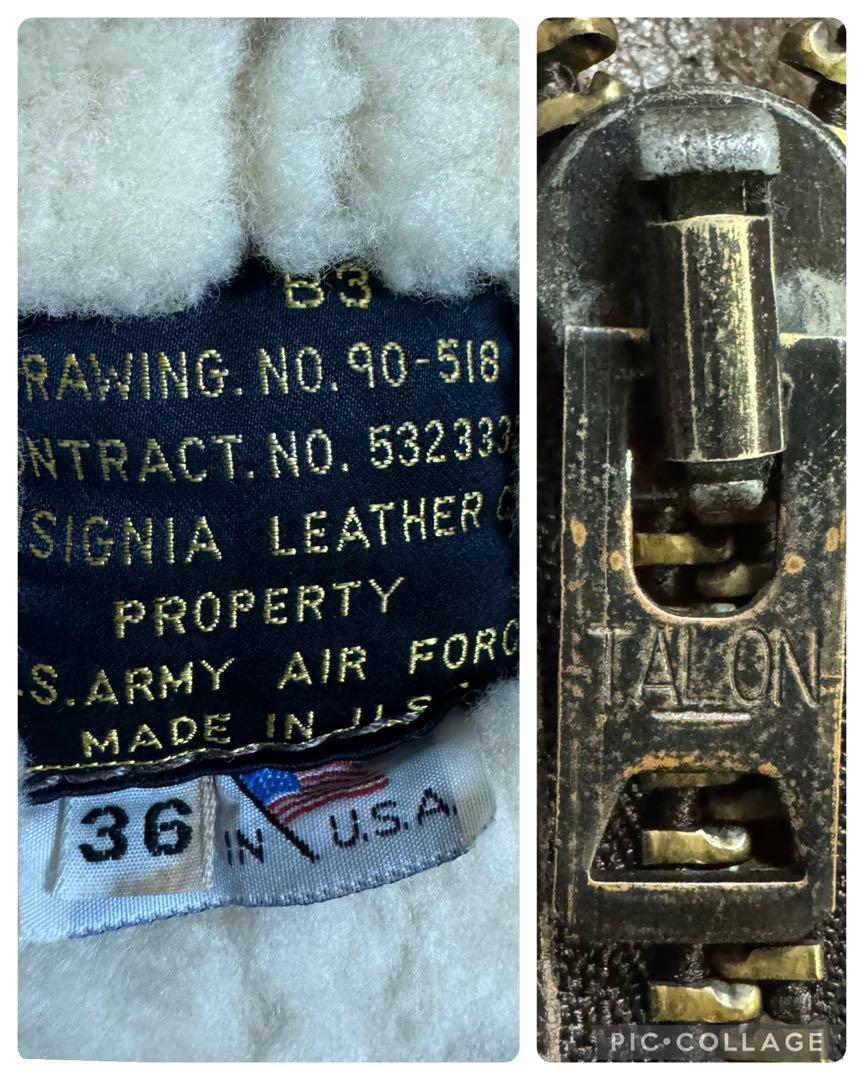 B3
RAWING. NO. 90-518
NTRACT. NO. 532333
SIGNIA LEATHER
PROPERTY
.S. ARMY AIR FORC
MADE IN U.S.
36
IN U.S.A.
TALON
PIC•COLLAGE